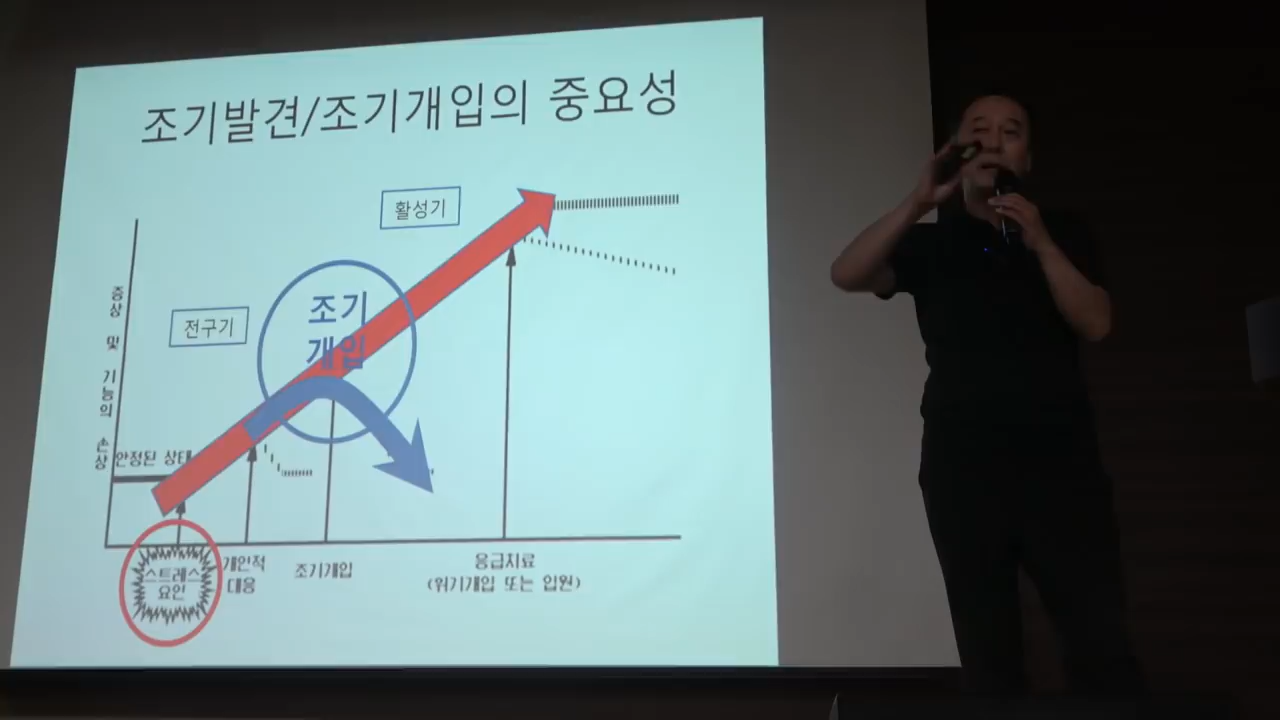 조기발견/조기개입의 중요성
활성기
전구기
조기
개입
증상 및 기능의 손상
안정된 상태
스트레스
요인
개인적
대응
조기개입
응급치료
(위기개입 또는 입원)